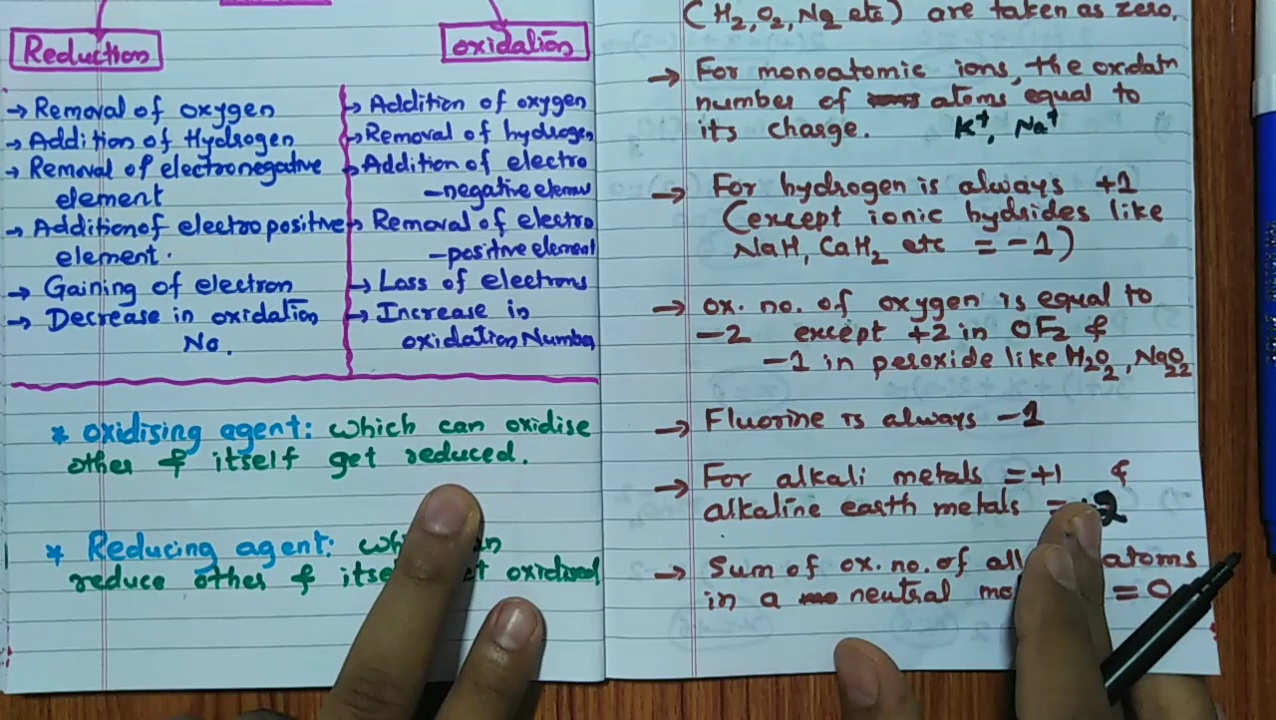 Reduction
→ Removal of oxygen
→ Addition of Hydrogen
→ Removal of electronegative
element
→ Addition of electropositive
element.
→ Gaining of electron
→ Decrease in oxidation
No.
oxidation
→ Addition of oxygen
→ Removal of hydrogen
→ Addition of electro
-negative elemen
→ Removal of electro
-positive element
→ Loss of electrons
→ Increase in
oxidation Number
* oxidising agent: which can oxidise
other & itself get reduced.
* Reducing agent:
reduce other & oxidised
(H2, O2, Na etc) are taken as zero.
→ For monoatomic ions, the oxidatn
number of atoms equal to
its charge. K+, Na+
→ For hydrogen is always +1
(except ionic hydrides like
NaH, CaH2 etc = -1)
→ ox. no. of oxygen is equal to
-2 except +2 in OF2 &
-1 in peroxide like H2O2, Na2O2
→ Fluorine is always -1
→ For alkali metals = +1 &
alkaline earth metals = +2
→ Sum of ox. no. of all atoms
in a neutral = 0